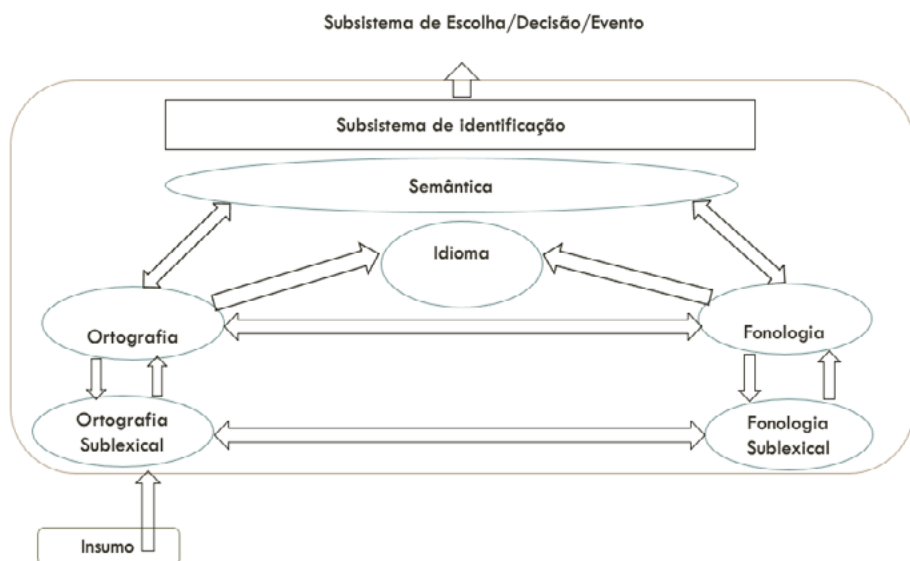 Subsistema de Escolha/Decisão/Evento
Subsistema de identificação
Semântica
Idioma
Ortografia
Fonologia
Ortografia
Sublexical
Fonologia
Sublexical
Insumo